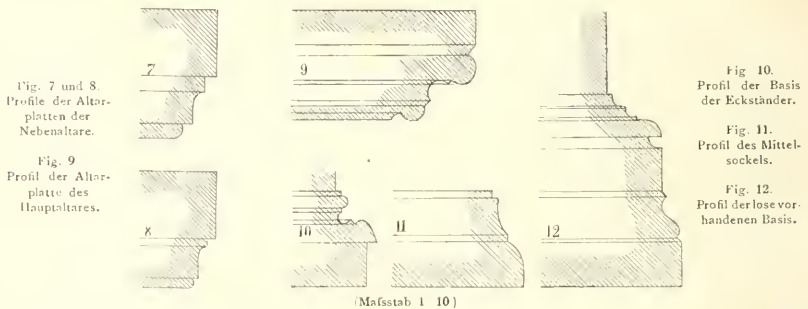 Fig. 7 und 8.
Profile der Altar-
platten der
Nebenaltare.
Fig. 9
Profil der Altar-
platte des
Hauptaltares.
7
8
9
10
11
12
(Mafsstab 1 10)
Fig 10.
Profil der Basis
der Eckständer.
Fig. 11.
Profil des Mittel-
sockels.
Fig. 12.
Profil der lose vor-
handenen Basis.